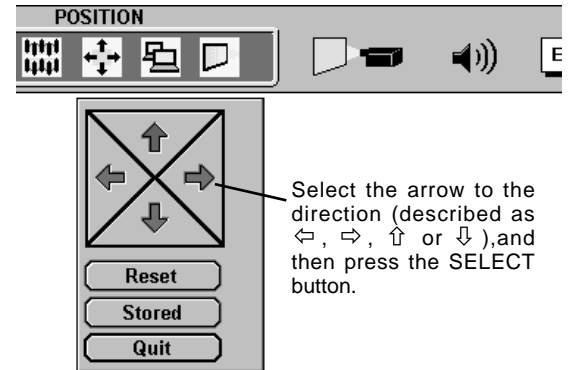 POSITION
E
Select the arrow to the
direction (described as
⇦ , ⇨ , ⇧ or ⇩ ),and
then press the SELECT
button.
Reset
Stored
Quit